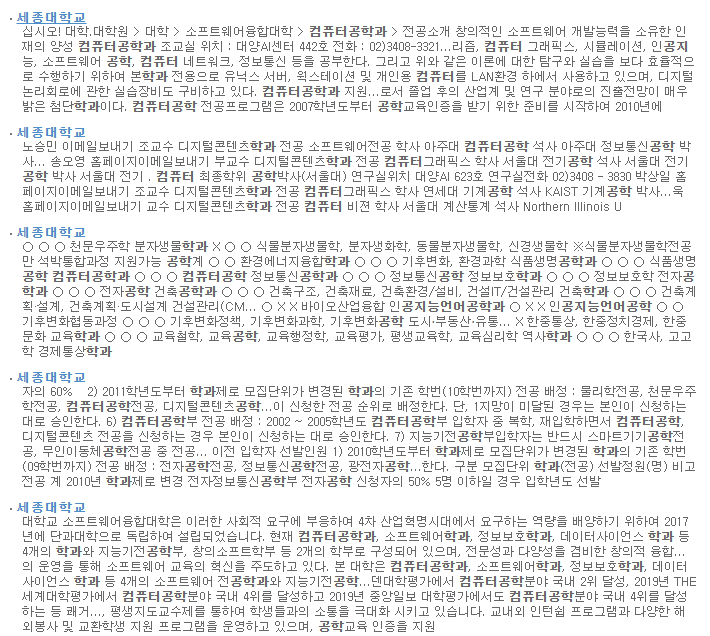 · 세종대학교
십시오! 대학.대학원 > 대학 > 소프트웨어융합대학 > 컴퓨터공학과 > 전공소개 창의적인 소프트웨어 개발능력을 소유한 인
재의 양성 컴퓨터공학과 조교실 위치 : 대양AI센터 442호 전화 : 02)3408-3321...리즘, 컴퓨터 그래픽스, 시뮬레이션, 인공지
능, 소프트웨어 공학, 컴퓨터 네트워크, 정보통신 등을 공부한다. 그리고 위와 같은 이론에 대한 탐구와 실습을 보다 효율적으
로 수행하기 위하여 본학과 전용으로 유닉스 서버, 웍스테이션 및 개인용 컴퓨터를 LAN환경 하에서 사용하고 있으며, 디지털
논리회로에 관한 실습장비도 구비하고 있다. 컴퓨터공학과 지원...로서 졸업 후의 산업계 및 연구 분야로의 진출전망이 매우
밝은 첨단학과이다. 컴퓨터공학 전공프로그램은 2007학년도부터 공학교육인증을 받기 위한 준비를 시작하여 2010년에
· 세종대학교
노승민 이메일보내기 조교수 디지털콘텐츠학과 전공 소프트웨어전공 학사 아주대 컴퓨터공학 석사 아주대 정보통신공학 박
사... 송오영 홈페이지이메일보내기 부교수 디지털콘텐츠학과 전공 컴퓨터그래픽스 학사 서울대 전기공학 석사 서울대 전기
공학 박사 서울대 전기 . 컴퓨터 최종학위 공학박사(서울대) 연구실위치 대양AI 623호 연구실전화 02)3408 - 3830 박상일 홈
페이지이메일보내기 조교수 디지털콘텐츠학과 전공 컴퓨터그래픽스 학사 연세대 기계공학 석사 KAIST 기계공학 박사...욱
홈페이지이메일보내기 교수 디지털콘텐츠학과 전공 컴퓨터 비젼 학사 서울대 계산통계 석사 Northern Illinois U
· 세종대학교
○ ○ ○ 천문우주학 분자생물학과 X ○ ○ 식물분자생물학, 분자생화학, 동물분자생물학, 신경생물학 ※식물분자생물학전공
만 석박통합과정 지원가능 공학계 ○ ○ 환경에너지융합학과 ○ ○ ○ 기후변화, 환경과학 식품생명공학과 ○ ○ ○ 식품생명
공학 컴퓨터공학과 ○ ○ ○ 컴퓨터공학 정보통신공학과 ○ ○ ○ 정보통신공학 정보보호학과 ○ ○ ○ 정보보호학 전자공
학과 ○ ○ ○ 전자공학 건축공학과 ○ ○ ○ 건축구조, 건축재료, 건축환경/설비, 건설IT/건설관리 건축학과 ○ ○ ○ 건축계
획·설계, 건축계획·도시설계 건설관리(CM... ○ X X 바이오산업융합 인공지능언어공학과 ○ X X 인공지능언어공학 ○ ○
기후변화협동과정 ○ ○ ○ 기후변화정책, 기후변화과학, 기후변화공학 도시·부동산·유통... X 한중통상, 한중정치경제, 한중
문화 교육학과 ○ ○ ○ 교육철학, 교육공학, 교육행정학, 교육평가, 평생교육학, 교육심리학 역사학과 ○ ○ ○ 한국사, 고고
학 경제통상학과
· 세종대학교
자의 60% 2) 2011학년도부터 학과제로 모집단위가 변경된 학과의 기존 학번(10학번까지) 전공 배정 : 물리학전공, 천문우주
학전공, 컴퓨터공학전공, 디지털콘텐츠공학...이 신청한 전공 순위로 배정한다. 단, 1지망이 미달된 경우는 본인이 신청하는
대로 승인한다. 6) 컴퓨터공학부 전공 배정 : 2002 ~ 2005학년도 컴퓨터공학부 입학자 중 복학, 재입학하면서 컴퓨터공학,
디지털콘텐츠 전공을 신청하는 경우 본인이 신청하는 대로 승인한다. 7) 지능기전공학부입학자는 반드시 스마트기기공학전
공, 무인이동체공학전공 중 전공... 이전 입학자 선발인원 1) 2010학년도부터 학과제로 모집단위가 변경된 학과의 기존 학번
(09학번까지) 전공 배정 : 전자공학전공, 정보통신공학전공, 광전자공학...한다. 구분 모집단위 학과(전공) 선발정원(명) 비고
전공 계 2010년 학과제로 변경 전자정보통신공학부 전자공학 신청자의 50% 5명 이하일 경우 입학년도 선발
· 세종대학교
대학교 소프트웨어융합대학은 이러한 사회적 요구에 부응하여 4차 산업혁명시대에서 요구하는 역량을 배양하기 위하여 2017
년에 단과대학으로 독립하여 설립되었습니다. 현재 컴퓨터공학과, 소프트웨어학과, 정보보호학과, 데이터사이언스 학과 등
4개의 학과와 지능기전공학부, 창의소프트학부 등 2개의 학부로 구성되어 있으며, 전문성과 다양성을 겸비한 창의적 융합...
의 운영을 통해 소프트웨어 교육의 혁신을 주도하고 있다. 본 대학은 컴퓨터공학과, 소프트웨어학과, 정보보호학과, 데이터
사이언스 학과 등 4개의 소프트웨어 전공학과와 지능기전공...덴대학평가에서 컴퓨터공학분야 국내 2위 달성, 2019년 THE
세계대학평가에서 컴퓨터공학분야 국내 4위를 달성하고 2019년 중앙일보 대학평가에서도 컴퓨터공학분야 국내 4위를 달성
하는 등 쾌거..., 평생지도교수제를 통하여 학생들과의 소통을 극대화 시키고 있습니다. 교내외 인턴쉽 프로그램과 다양한 해
외봉사 및 교환학생 지원 프로그램을 운영하고 있으며, 공학교육 인증을 지원